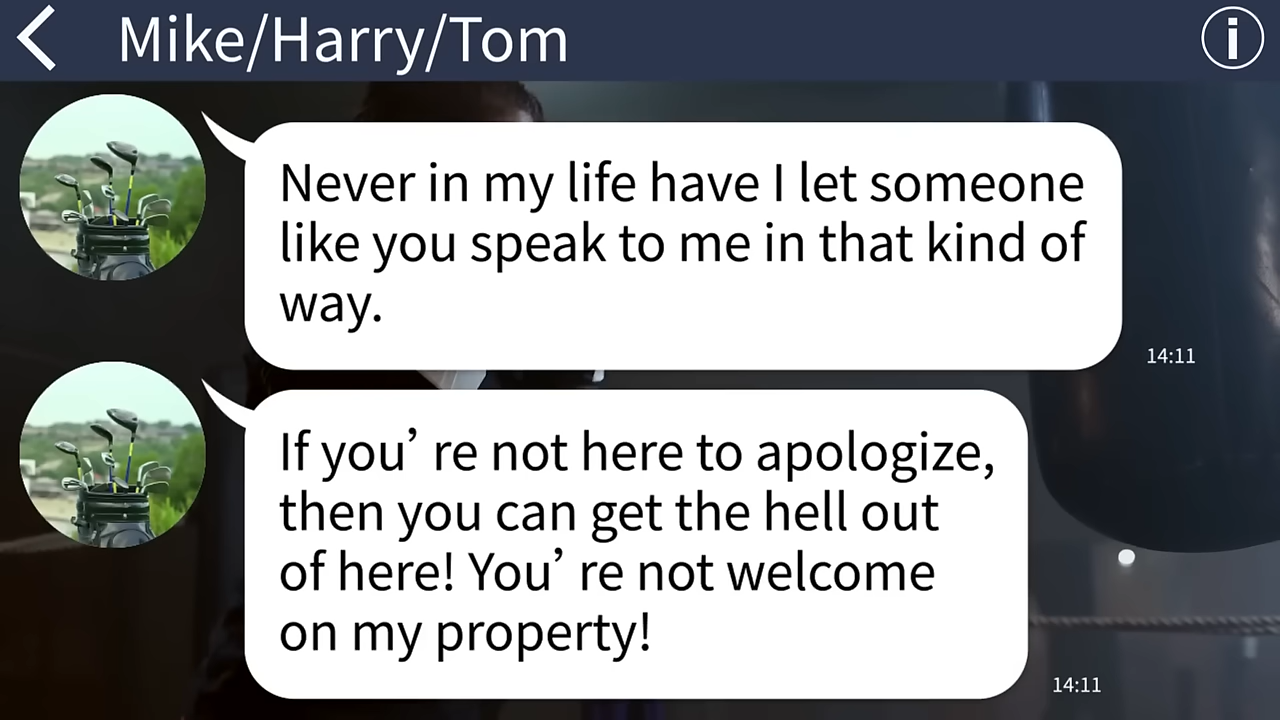 Mike/Harry/Tom
Never in my life have I let someone
like you speak to me in that kind of
way.
14:11
If you’ re not here to apologize,
then you can get the hell out
of here! You’ re not welcome
on my property!
14:11